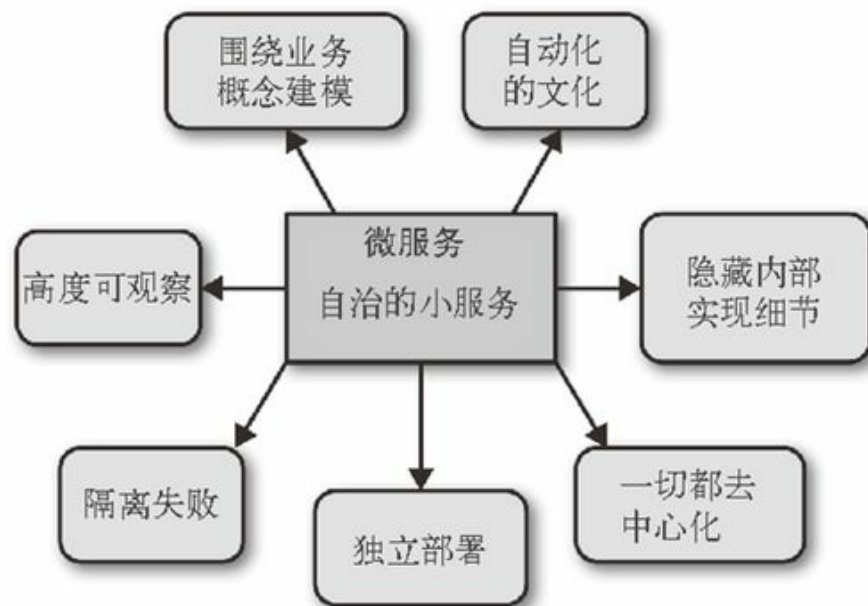 围绕业务
概念建模
自动化
的文化
微服务
自治的小服务
高度可观察
隐藏内部
实现细节
隔离失败
独立部署
一切都去
中心化